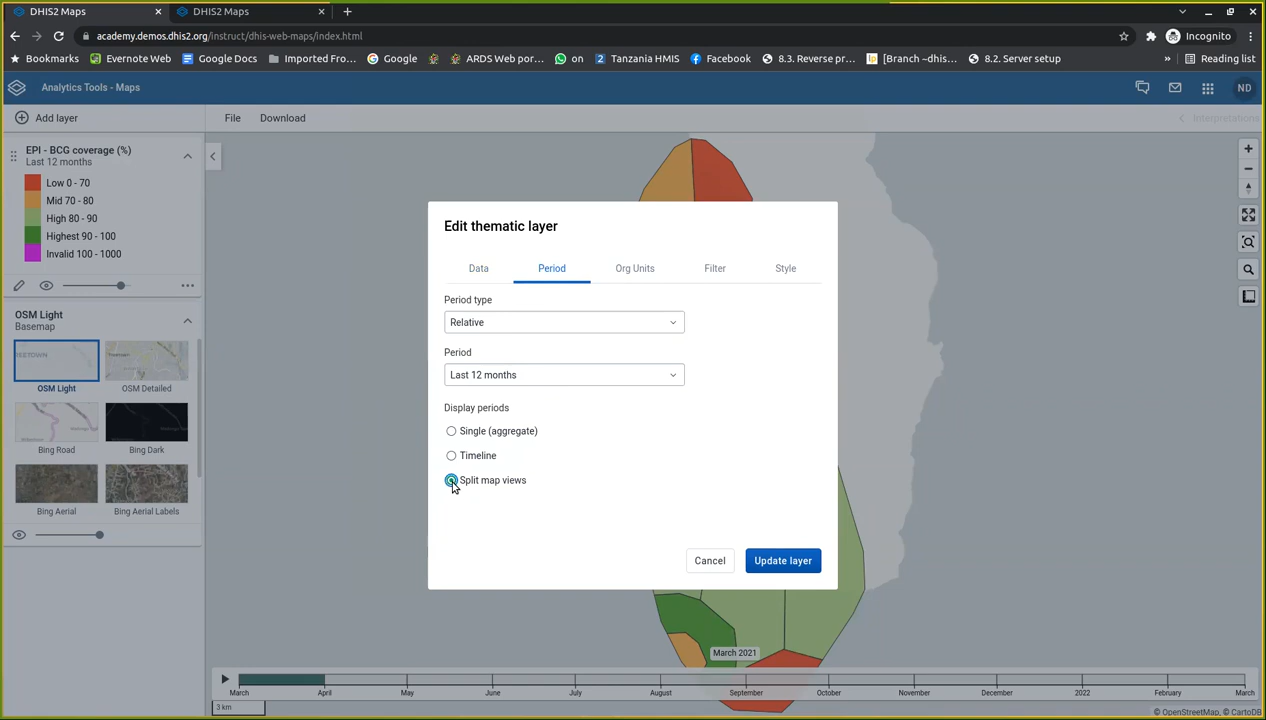 DHIS2 Maps
DHIS2 Maps
academy.demos.dhis2.org/instruct/dhis-web-maps/index.html
Incognito
Bookmarks
Evernote Web
Google Docs
Imported Fro...
Google
ARDS Web por...
on
Tanzania HMIS
Facebook
8.3. Reverse pr...
[Branch –dhis...
8.2. Server setup
»
Reading list
Analytics Tools - Maps
ND
Add layer
File
Download
Interpretations
EPI - BCG coverage (%)
Last 12 months
Low 0 - 70
Mid 70 - 80
High 80 - 90
Highest 90 - 100
Invalid 100 - 1000
OSM Light
Basemap
OSM Light
OSM Detailed
Bing Road
Bing Dark
Bing Aerial
Bing Aerial Labels
Edit thematic layer
Data
Period
Org Units
Filter
Style
Period type
Relative
Period
Last 12 months
Display periods
Single (aggregate)
Timeline
Split map views
Cancel
Update layer
March 2021
March
April
May
June
July
August
September
October
November
December
2022
February
March
3 km
© OpenStreetMap, © CartoDB